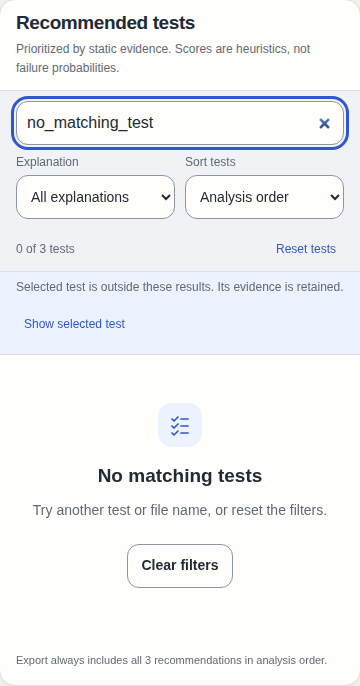 Recommended tests
Prioritized by static evidence. Scores are heuristics, not
failure probabilities.
no_matching_test
Explanation
Sort tests
All explanations
Analysis order
0 of 3 tests
Reset tests
Selected test is outside these results. Its evidence is retained.
Show selected test
No matching tests
Try another test or file name, or reset the filters.
Clear filters
Export always includes all 3 recommendations in analysis order.